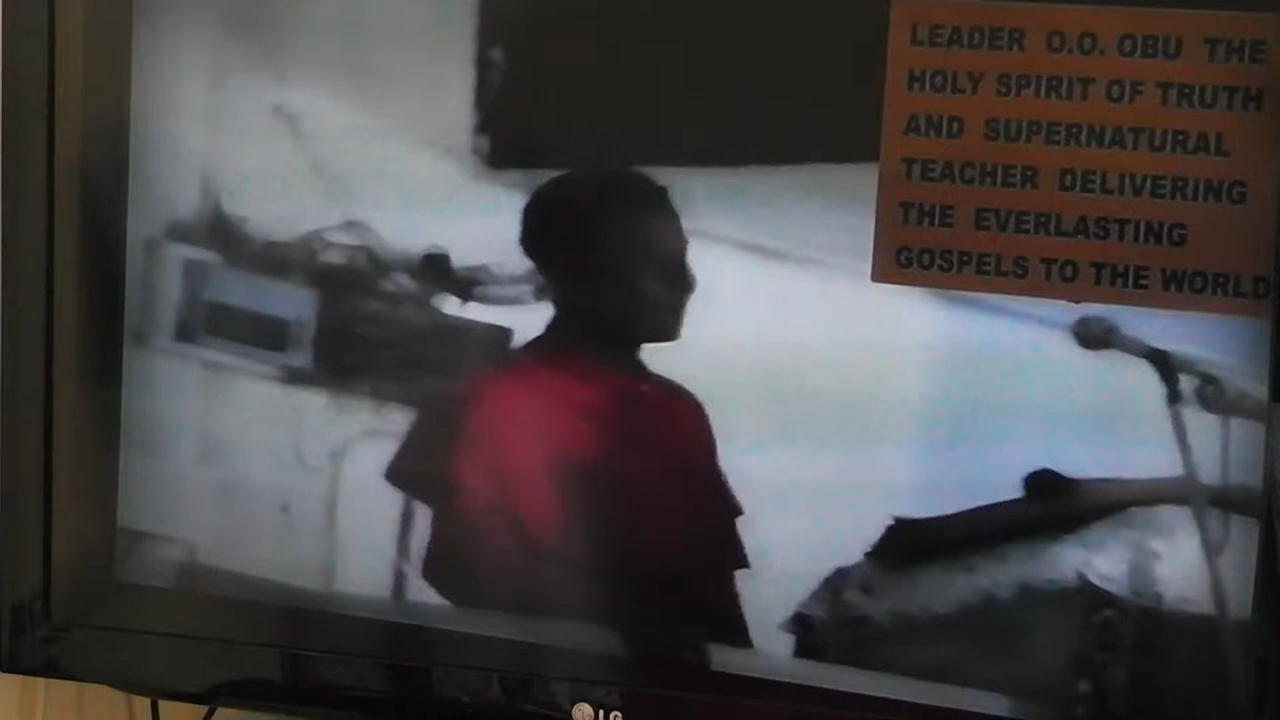 LEADER O.O. OBU THE
HOLY SPIRIT OF TRUTH
AND SUPERNATURAL
TEACHER DELIVERING
THE EVERLASTING
GOSPELS TO THE WORLD
LG